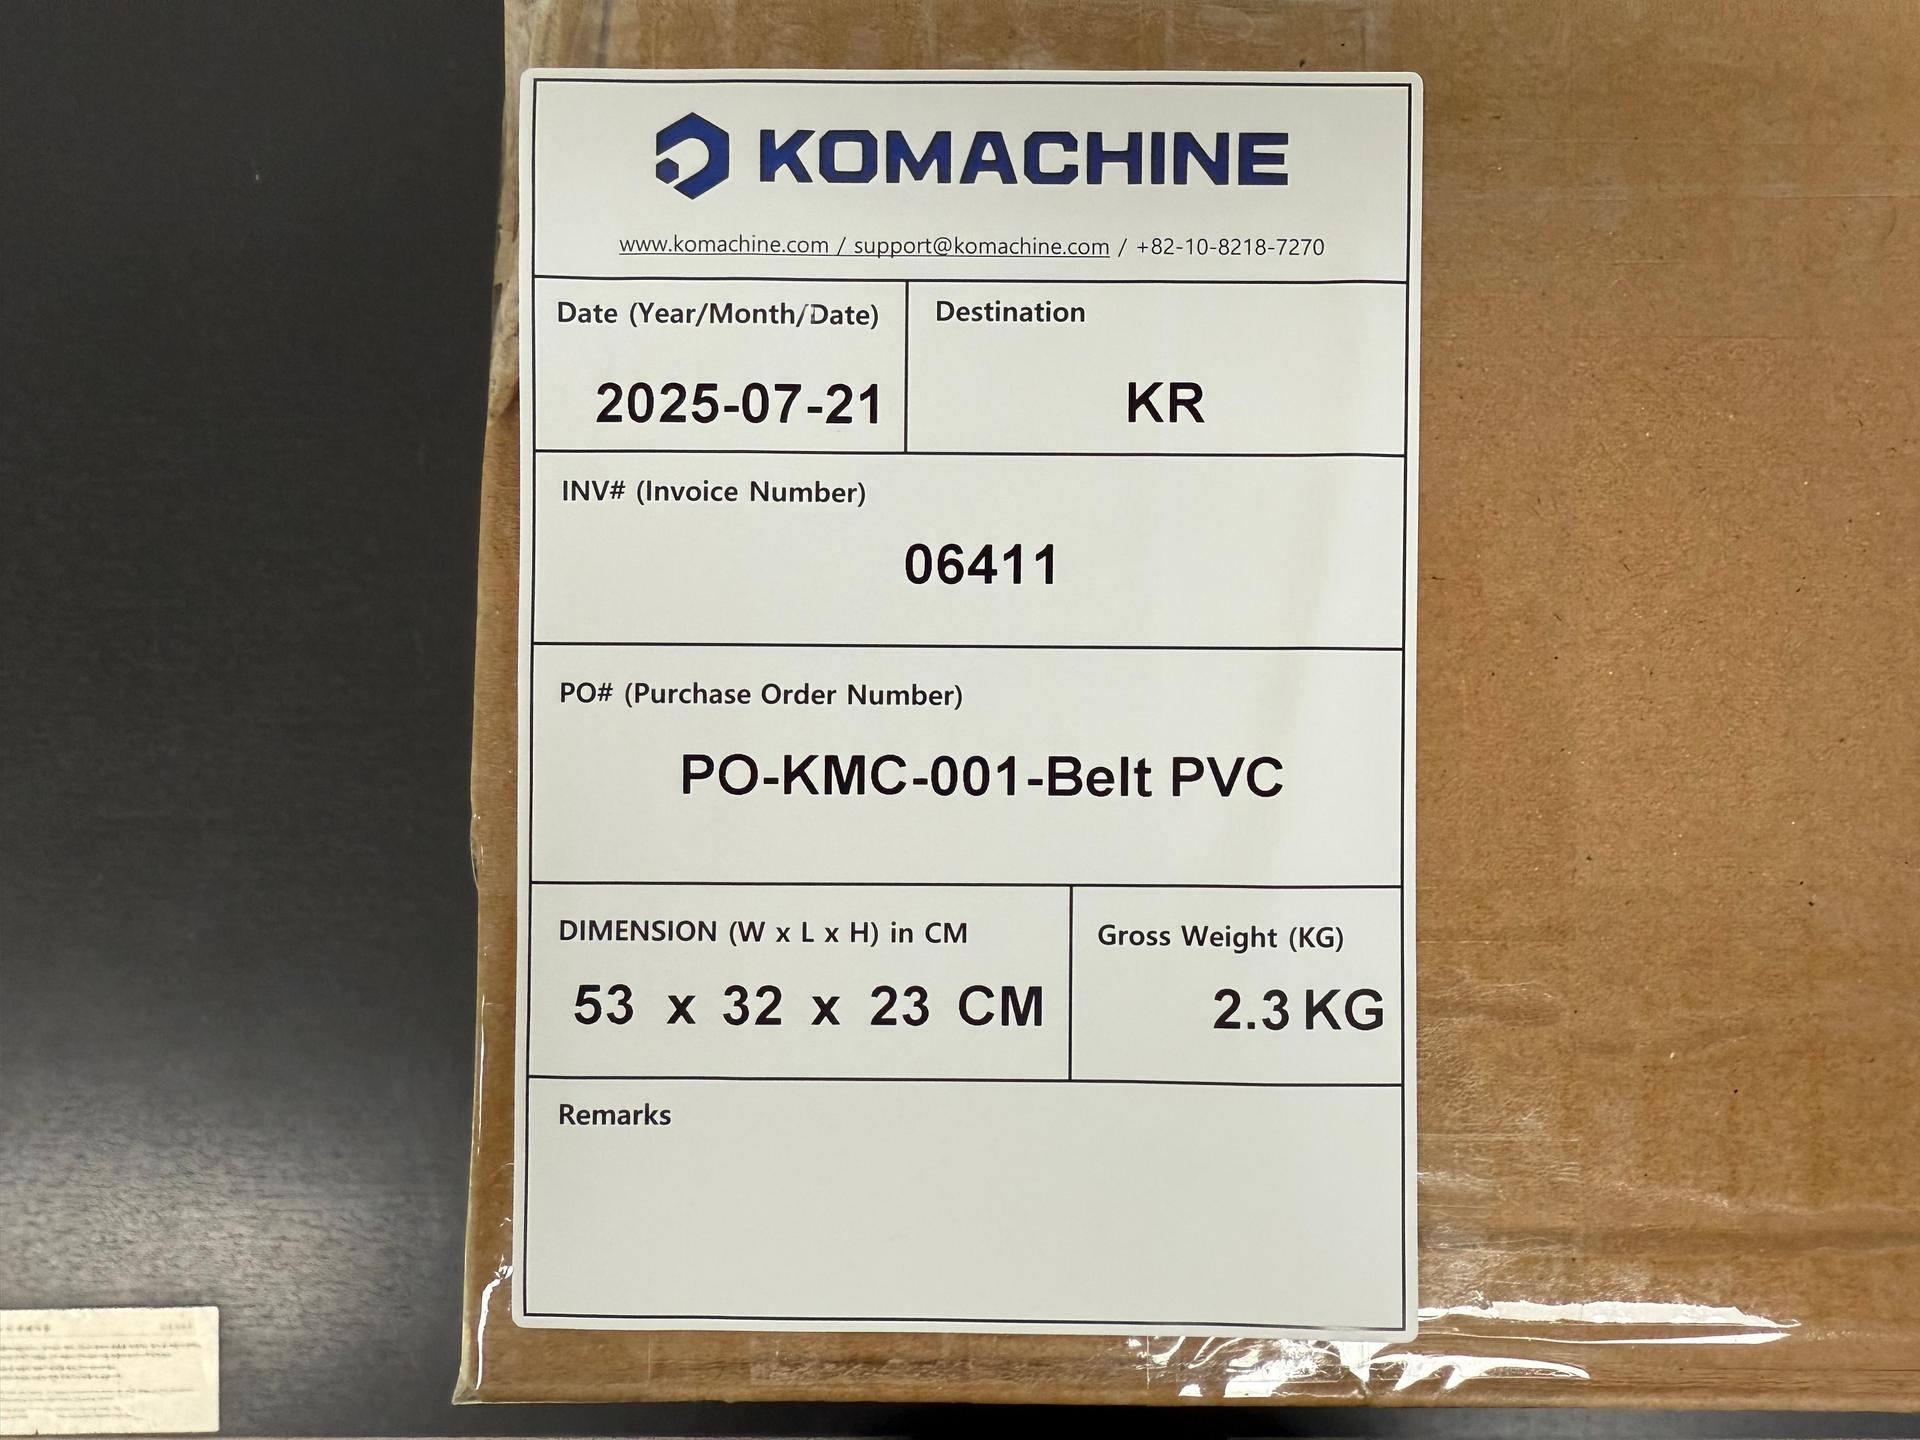 KOMACHINE
www.komachine.com / support@komachine.com / +82-10-8218-7270
Date (Year/Month/Date)
2025-07-21
Destination
KR
INV# (Invoice Number)
06411
PO# (Purchase Order Number)
PO-KMC-001-Belt PVC
DIMENSION (W x L x H) in CM
53 x 32 x 23 CM
Gross Weight (KG)
2.3 KG
Remarks